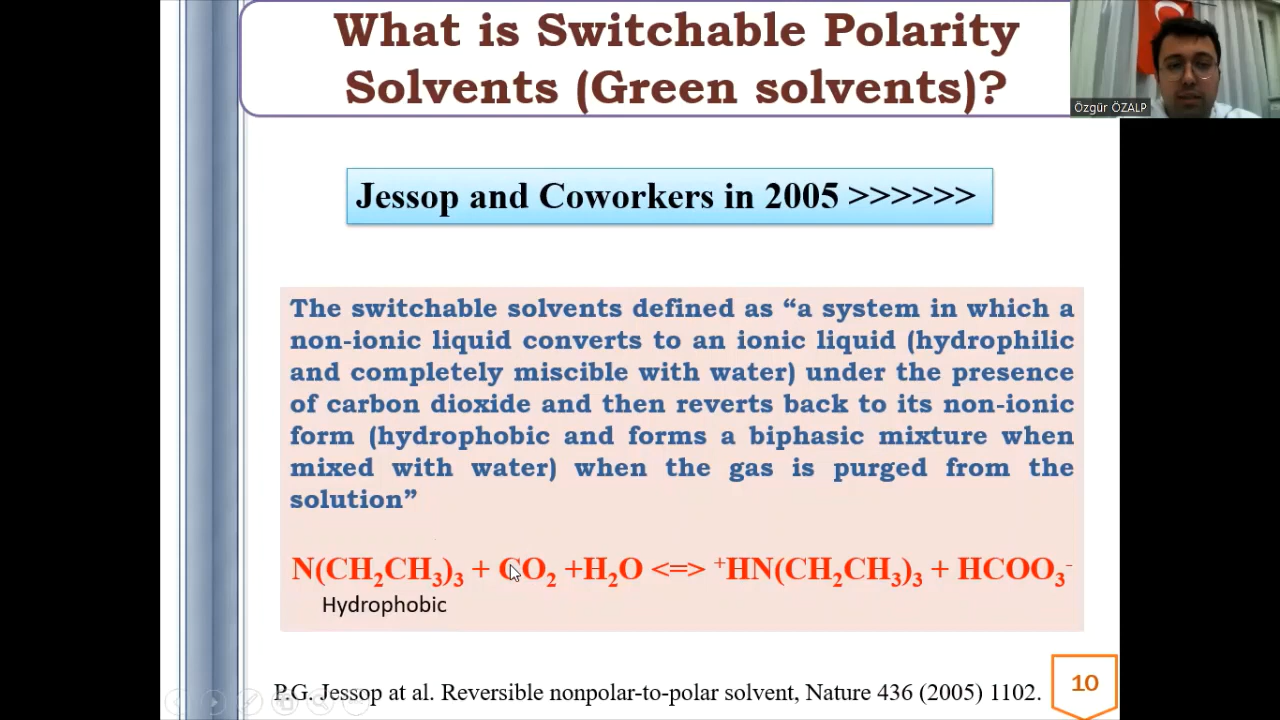 What is Switchable Polarity
Solvents (Green solvents)?
Özgür ÖZALP
Jessop and Coworkers in 2005 >>>>>>
The switchable solvents defined as “a system in which a
non-ionic liquid converts to an ionic liquid (hydrophilic
and completely miscible with water) under the presence
of carbon dioxide and then reverts back to its non-ionic
form (hydrophobic and forms a biphasic mixture when
mixed with water) when the gas is purged from the
solution”
N(CH₂CH₃)₃ + CO₂ +H₂O <=> ⁺HN(CH₂CH₃)₃ + HCOO₃⁻
Hydrophobic
P.G. Jessop at al. Reversible nonpolar-to-polar solvent, Nature 436 (2005) 1102.
10